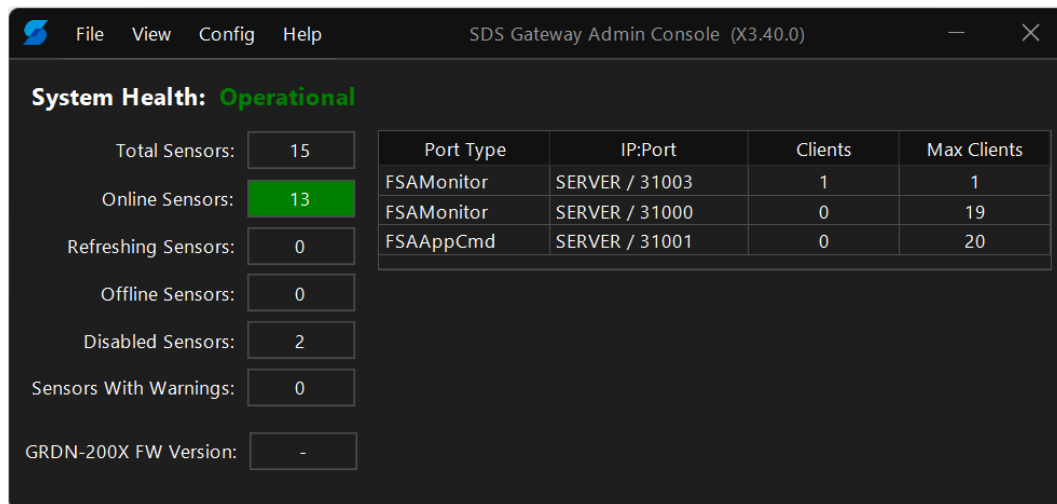 File View Config Help SDS Gateway Admin Console (X3.40.0)
System Health: Operational
Total Sensors: 15
Online Sensors: 13
Refreshing Sensors: 0
Offline Sensors: 0
Disabled Sensors: 2
Sensors With Warnings: 0
GRDN-200X FW Version: -
Port Type IP:Port Clients Max Clients
FSAMonitor SERVER / 31003 1 1
FSAMonitor SERVER / 31000 0 19
FSAAppCmd SERVER / 31001 0 20